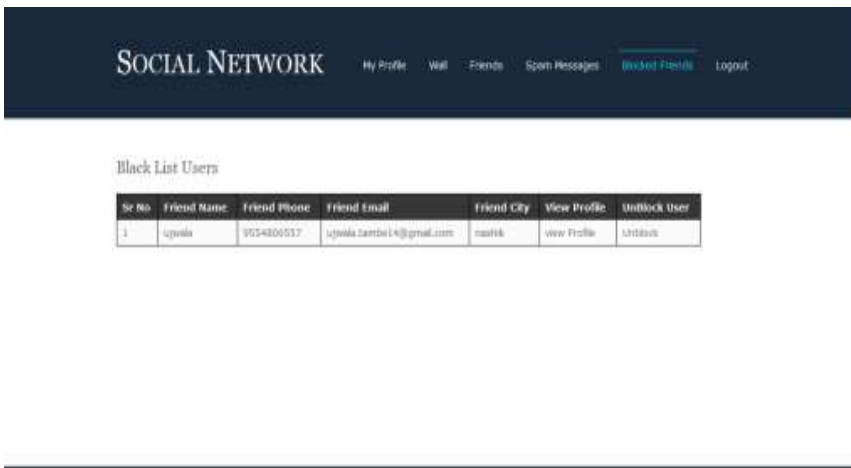 SOCIAL NETWORK My Profile Wall Friends Spam Messages Blocked Friends Logout
Black List Users
Sr No Friend Name Friend Phone Friend Email Friend City View Profile UnBlock User
1 ujwala nashik view Profile Unblock